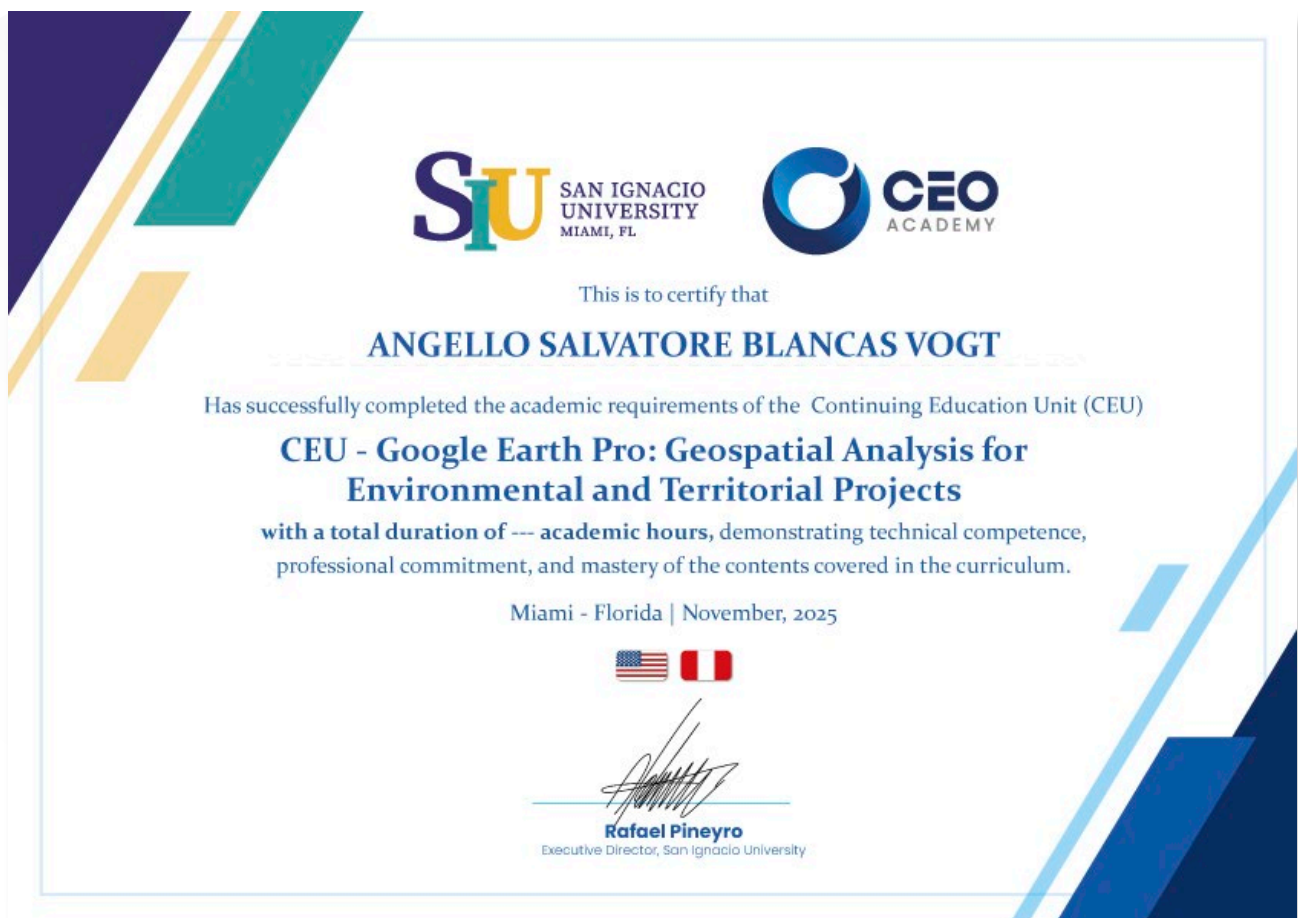 SIU SAN IGNACIO
UNIVERSITY
MIAMI, FL
CEO
ACADEMY
This is to certify that
ANGELLO SALVATORE BLANCAS VOGT
Has successfully completed the academic requirements of the Continuing Education Unit (CEU)
CEU - Google Earth Pro: Geospatial Analysis for
Environmental and Territorial Projects
with a total duration of --- academic hours, demonstrating technical competence,
professional commitment, and mastery of the contents covered in the curriculum.
Miami - Florida | November, 2025
Rafael Pineyro
Executive Director, San Ignacio University